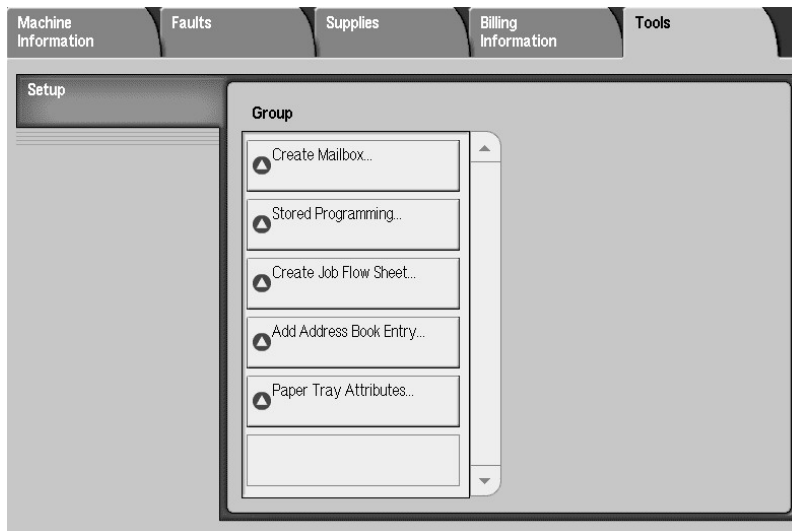 Machine
Information
Faults
Supplies
Billing
Information
Tools
Setup
Group
Create Mailbox...
Stored Programming...
Create Job Flow Sheet...
Add Address Book Entry...
Paper Tray Attributes...